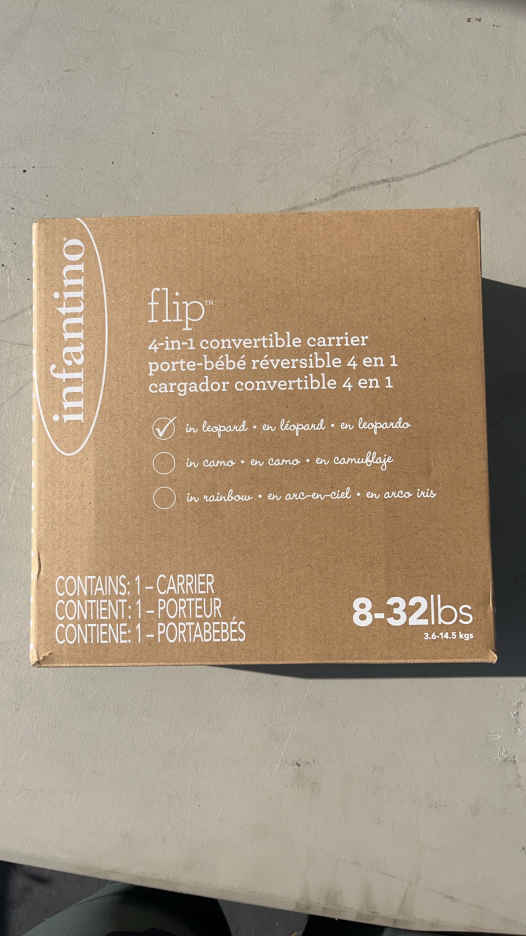 infantino
flip™
4-in-1 convertible carrier
porte-bébé réversible 4 en 1
cargador convertible 4 en 1
in leopard • en léopard • en leopardo
in camo • en camo • en camuflaje
in rainbow • en arc-en-ciel • en arco iris
CONTAINS: 1 – CARRIER
CONTIENT: 1 – PORTEUR
CONTIENE: 1 – PORTABEBÉS
8-32lbs
3.6-14.5 kgs